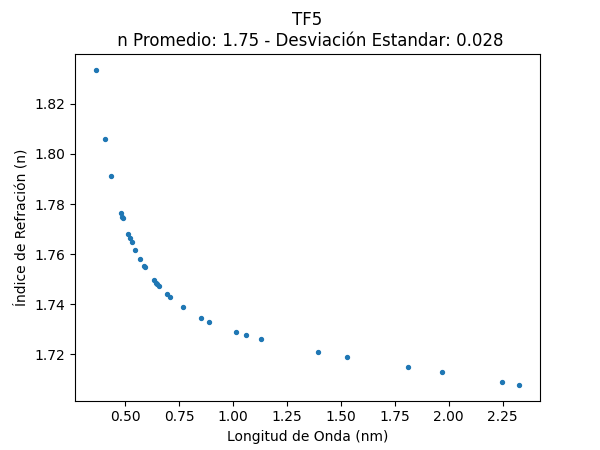 TF5
n Promedio: 1.75 - Desviación Estandar: 0.028
Índice de Refración (n)
1.82
1.80
1.78
1.76
1.74
1.72
0.50 0.75 1.00 1.25 1.50 1.75 2.00 2.25
Longitud de Onda (nm)